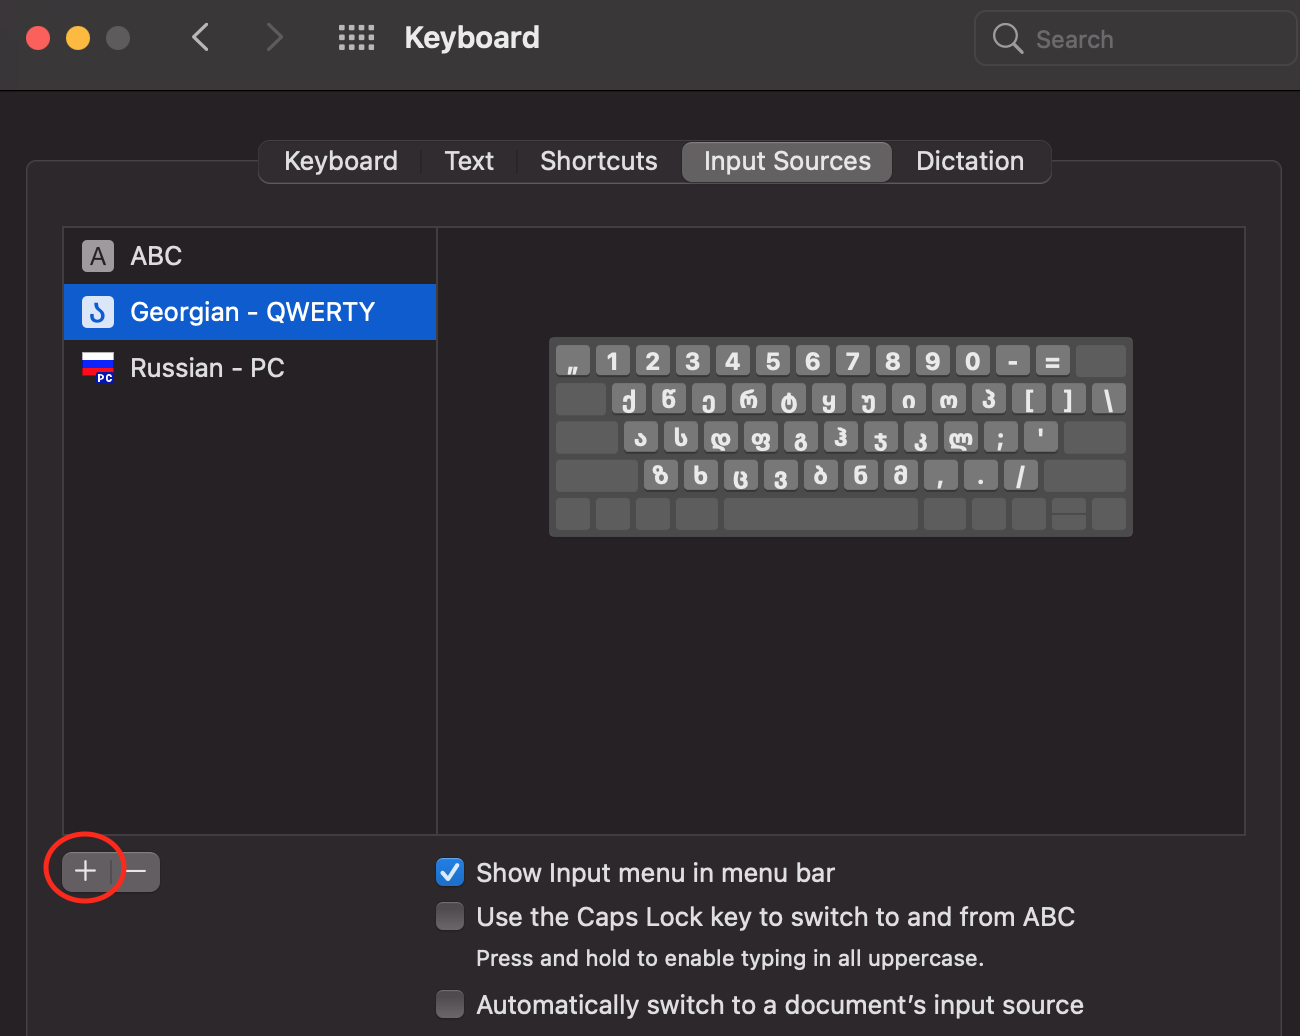 Keyboard
Search
Keyboard Text Shortcuts Input Sources Dictation
A ABC
ა Georgian - QWERTY
PC Russian - PC
„ 1 2 3 4 5 6 7 8 9 0 - =
ქ წ ე რ ტ ყ უ ი ო პ [ ] \
ა ს დ ფ გ ჰ ჯ კ ლ ; '
ზ ხ ც ვ ბ ნ მ , . /
Show Input menu in menu bar
Use the Caps Lock key to switch to and from ABC
Press and hold to enable typing in all uppercase.
Automatically switch to a document’s input source